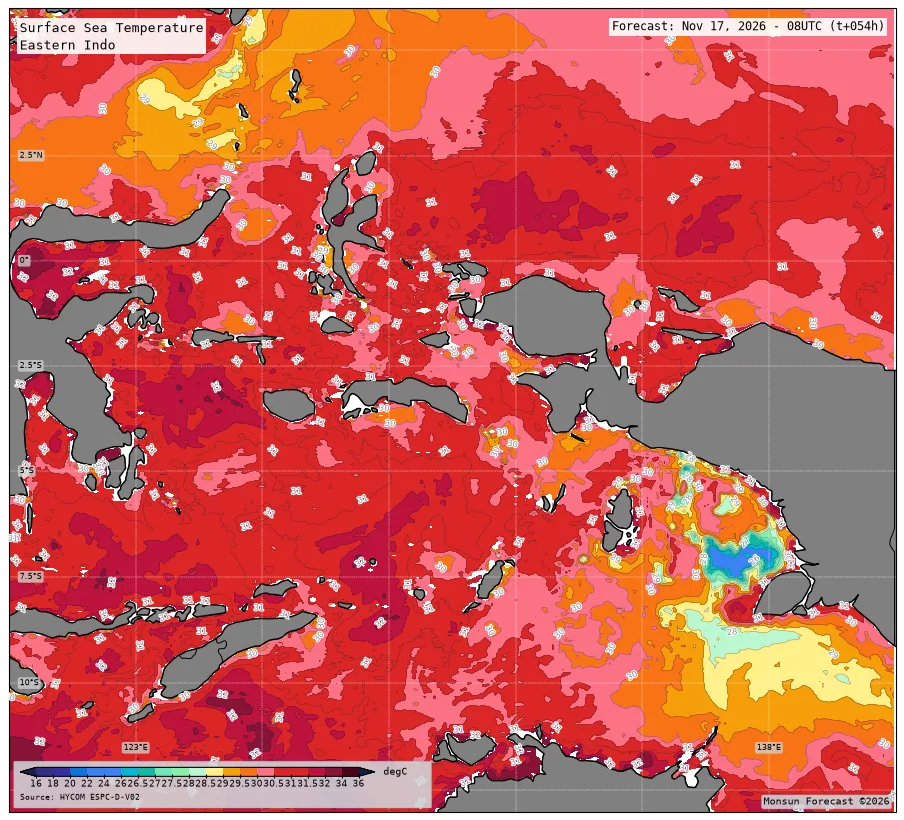 Surface Sea Temperature
Eastern Indo
Forecast: Nov 17, 2026 - 08UTC (t+054h)
2.5°N
0°
2.5°S
5°S
7.5°S
10°S
123°E
138°E
degC
16 18 20 22 24 26 26.5 27 27.5 28 28.5 29 29.5 30 30.5 31 31.5 32 34 36
Source: HYCOM ESPC-D-V02
Monsun Forecast ©2026